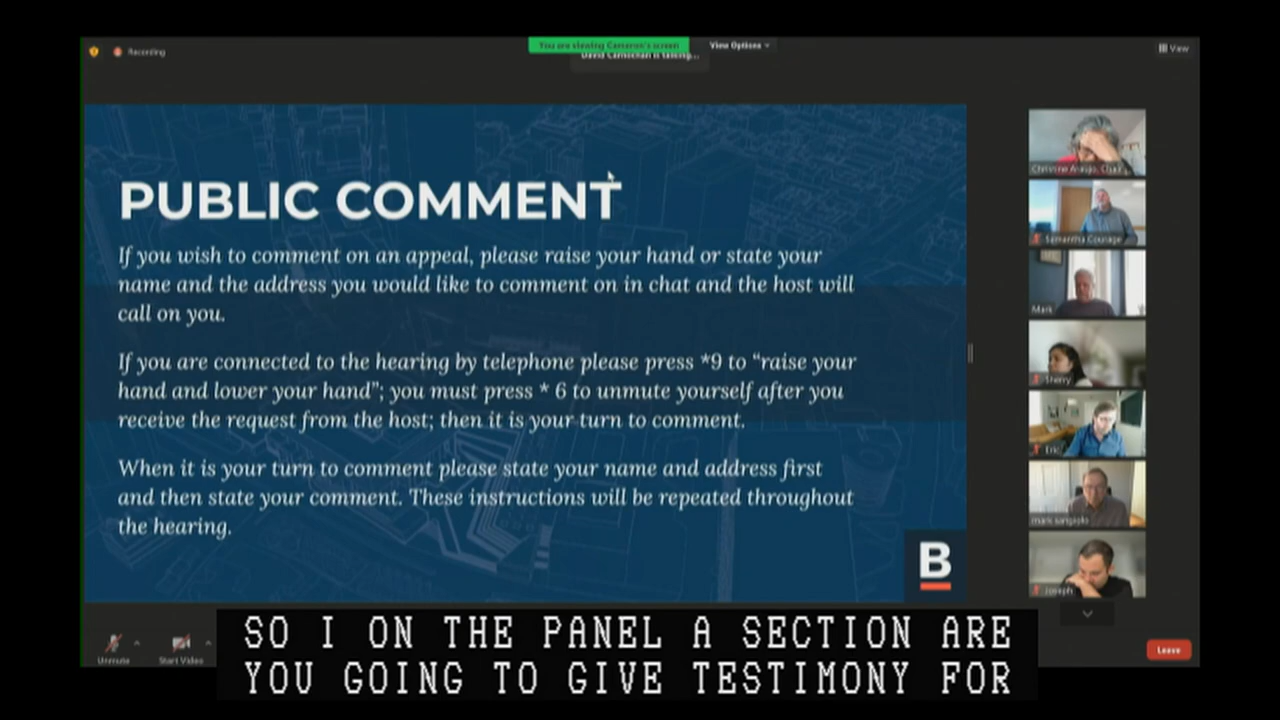 Recording
You are viewing Cameron's screen
View Options
View
PUBLIC COMMENT
If you wish to comment on an appeal, please raise your hand or state your
name and the address you would like to comment on in chat and the host will
call on you.
If you are connected to the hearing by telephone please press *9 to “raise your
hand and lower your hand”; you must press * 6 to unmute yourself after you
receive the request from the host; then it is your turn to comment.
When it is your turn to comment please state your name and address first
and then state your comment. These instructions will be repeated throughout
the hearing.
B
Christine Araujo, Chair
Samantha Courage
Mark
Sherry
Eric
Joseph
Unmute
Start Video
Leave
SO I ON THE PANEL A SECTION ARE
YOU GOING TO GIVE TESTIMONY FOR